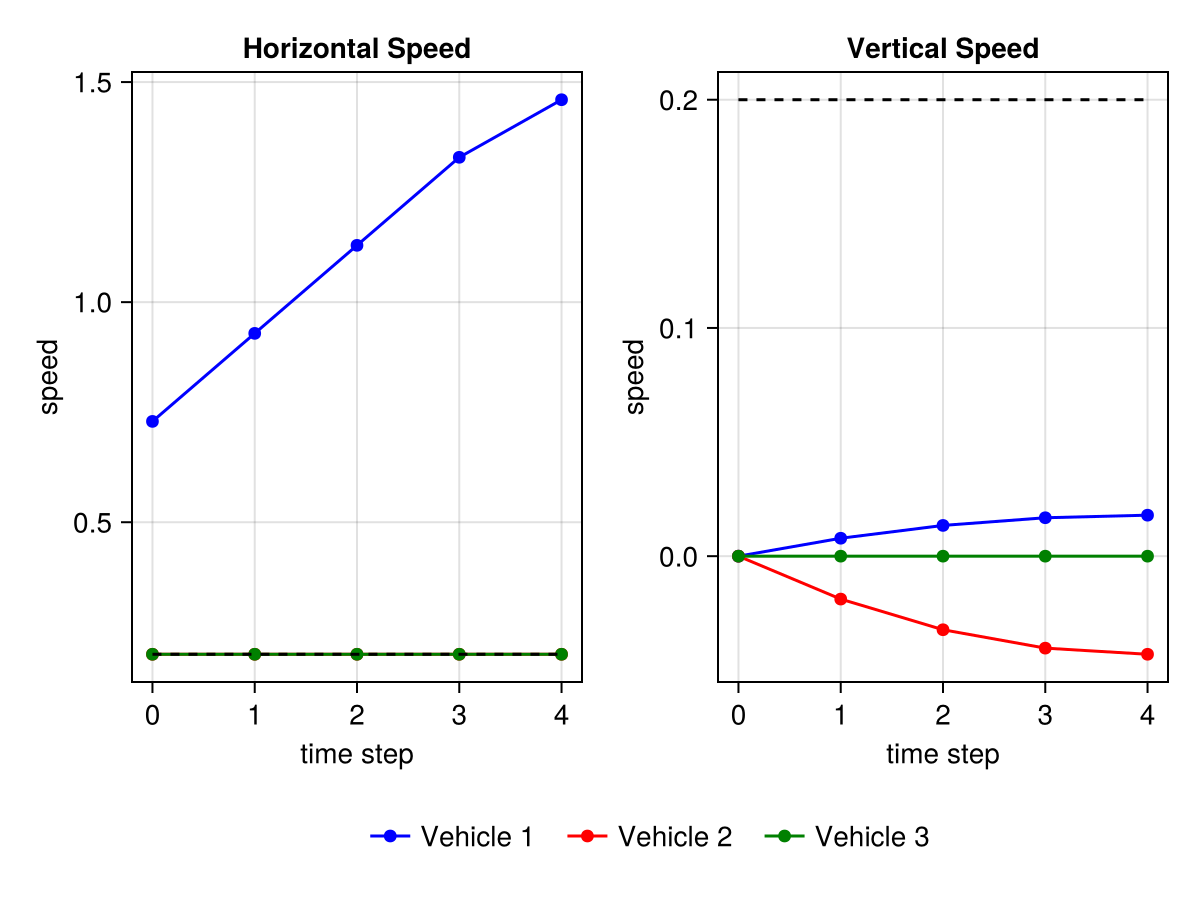 Horizontal Speed
1.5
1.0
0.5
speed
0 1 2 3 4
time step
Vertical Speed
0.2
0.1
0.0
speed
0 1 2 3 4
time step
Vehicle 1 Vehicle 2 Vehicle 3